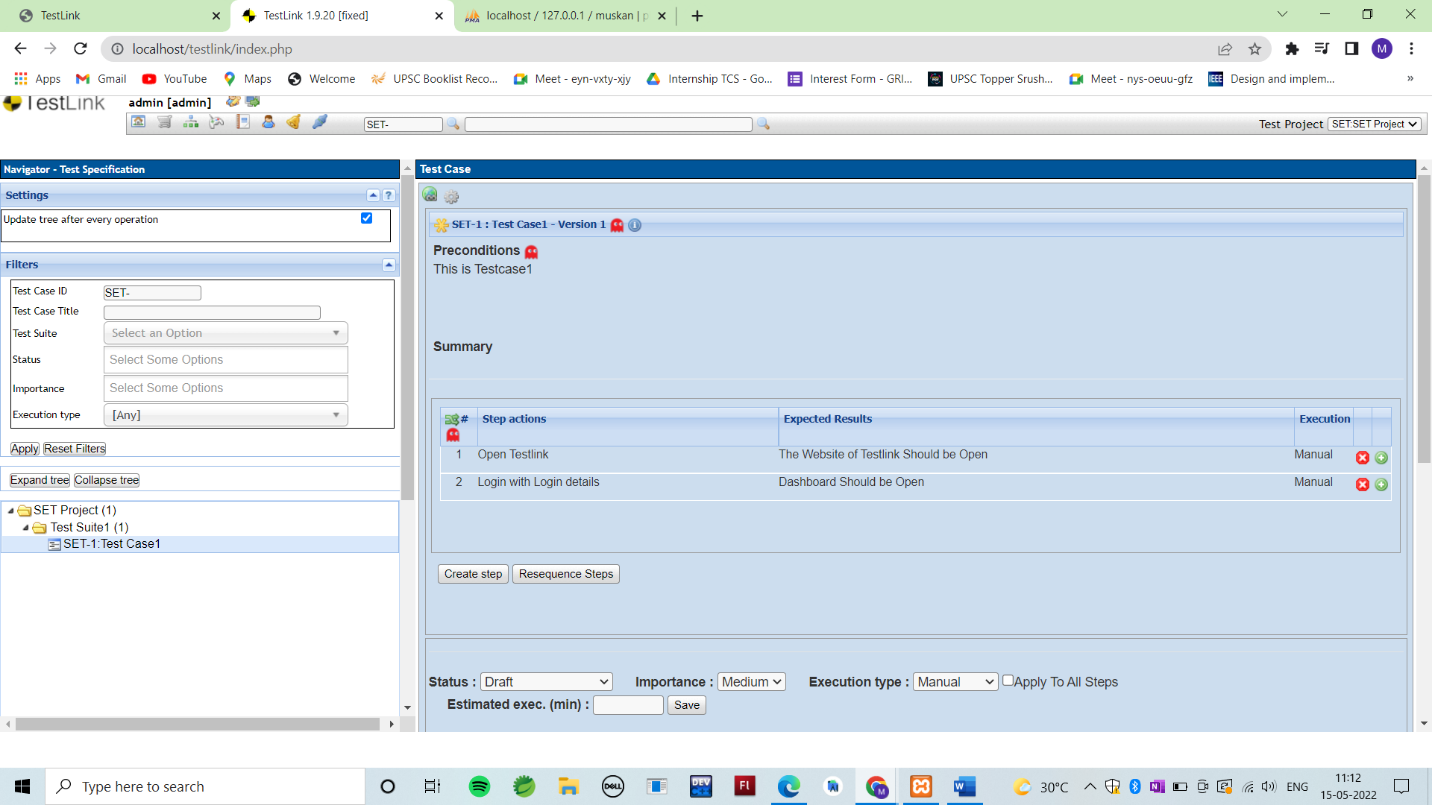 TestLink
TestLink 1.9.20 [fixed]
localhost / 127.0.0.1 / muskan | p
localhost/testlink/index.php
M
Apps
Gmail
YouTube
Maps
Welcome
UPSC Booklist Reco...
Meet - eyn-vxty-xjy
Internship TCS - Go...
Interest Form - GRI...
UPSC Topper Srush...
Meet - nys-oeuu-gfz
Design and implem...
»
TestLink
admin [admin]
SET-
Test Project SET:SET Project
Navigator - Test Specification
Settings
?
Update tree after every operation
Filters
Test Case ID SET-
Test Case Title
Test Suite Select an Option
Status Select Some Options
Importance Select Some Options
Execution type [Any]
Apply Reset Filters
Expand tree Collapse tree
SET Project (1)
Test Suite1 (1)
SET-1:Test Case1
Test Case
SET-1 : Test Case1 - Version 1
Preconditions
This is Testcase1
Summary
# Step actions Expected Results Execution
1 Open Testlink The Website of Testlink Should be Open Manual
2 Login with Login details Dashboard Should be Open Manual
Create step Resequence Steps
Status : Draft Importance : Medium Execution type : Manual Apply To All Steps
Estimated exec. (min) : Save
Type here to search
DELL
DEV
Fl
M
W
30°C
ENG
11:12
15-05-2022